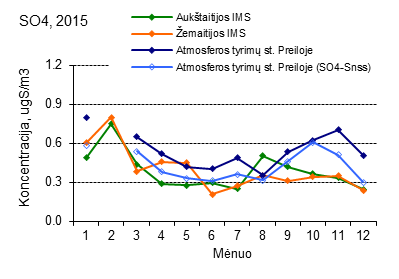 SO4, 2015
Aukštaitijos IMS
Žemaitijos IMS
Atmosferos tyrimų st. Preiloje
Atmosferos tyrimų st. Preiloje (SO4-Snss)
Koncentracija, ugS/m3
1.2
0.9
0.6
0.3
0.0
1 2 3 4 5 6 7 8 9 10 11 12
Mėnuo